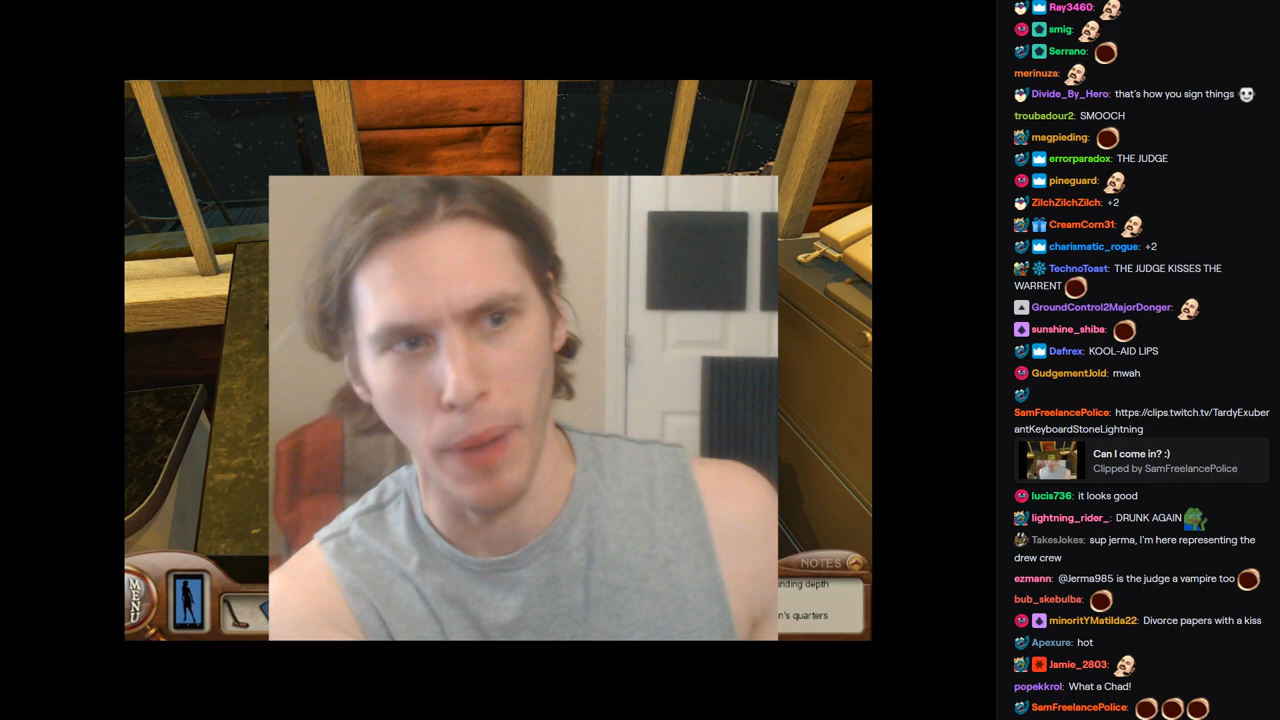 MENU
NOTES
nding depth
n's quarters
Ray3460:
smig:
Serrano:
merinuza:
Divide_By_Hero: that's how you sign things
troubadour2: SMOOCH
magpieding:
errorparadox: THE JUDGE
pineguard:
ZilchZilchZilch: +2
CreamCorn31:
charismatic_rogue: +2
TechnoToast: THE JUDGE KISSES THE
WARRENT
GroundControl2MajorDonger:
sunshine_shiba:
Dafirex: KOOL-AID LIPS
GudgementJold: mwah
SamFreelancePolice: https://clips.twitch.tv/TardyExuber
antKeyboardStoneLightning
Can I come in? :)
Clipped by SamFreelancePolice
lucis736: it looks good
lightning_rider_: DRUNK AGAIN
TakesJokes: sup jerma, I'm here representing the
drew crew
ezmann: @Jerma985 is the judge a vampire too
bub_skebulba:
minoritYMatilda22: Divorce papers with a kiss
Apexure: hot
Jamie_2803:
popekkrol: What a Chad!
SamFreelancePolice: